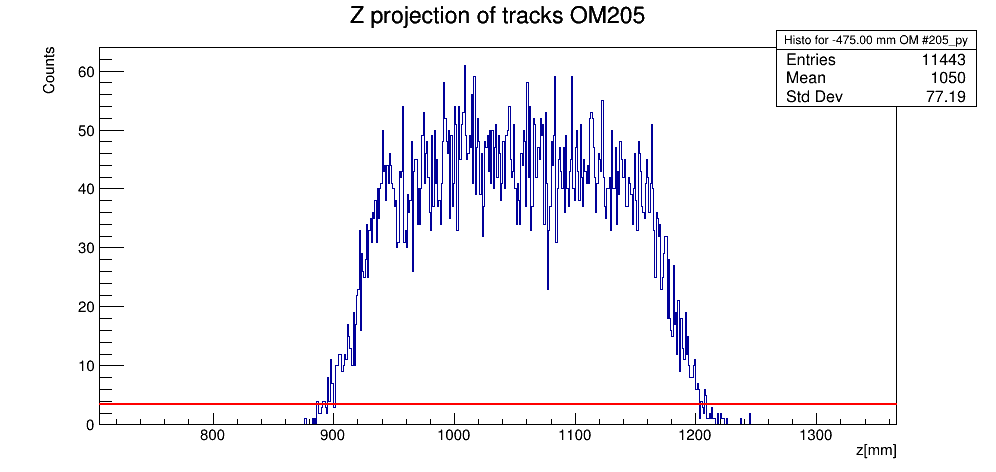 Z projection of tracks OM205
Histo for -475.00 mm OM #205_py
Entries 11443
Mean 1050
Std Dev 77.19
Counts
60
50
40
30
20
10
0
800 900 1000 1100 1200 1300
z[mm]